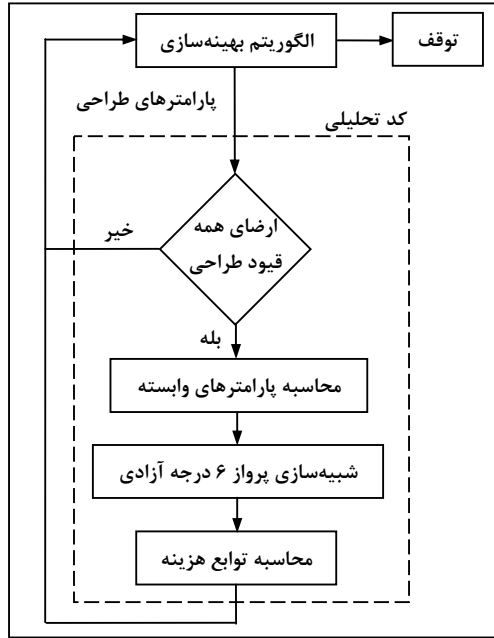 الگوریتم بهینه‌سازی
توقف
پارامترهای طراحی
کد تحلیلی
ارضای همه
قیود طراحی
خیر
بله
محاسبه پارامترهای وابسته
شبیه‌سازی پرواز ۶ درجه آزادی
محاسبه توابع هزینه